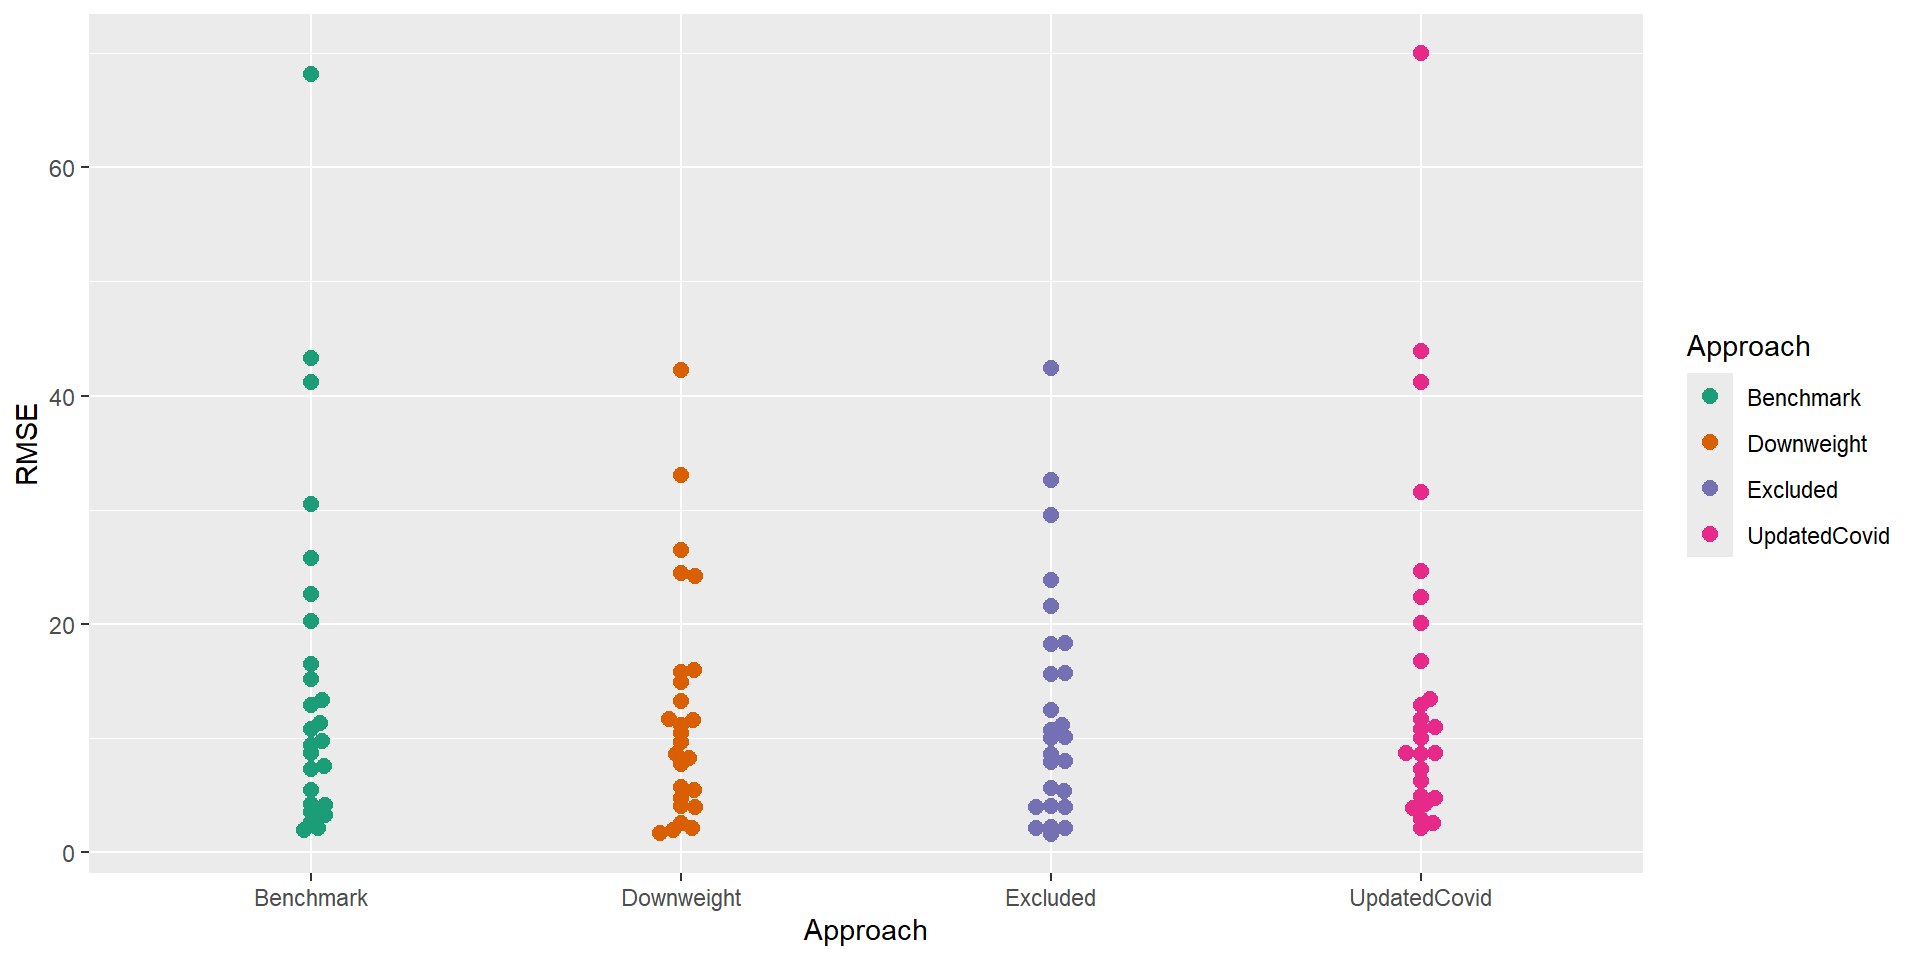 60
40
20
0
RMSE
Benchmark
Downweight
Excluded
UpdatedCovid
Approach
Approach
Benchmark
Downweight
Excluded
UpdatedCovid